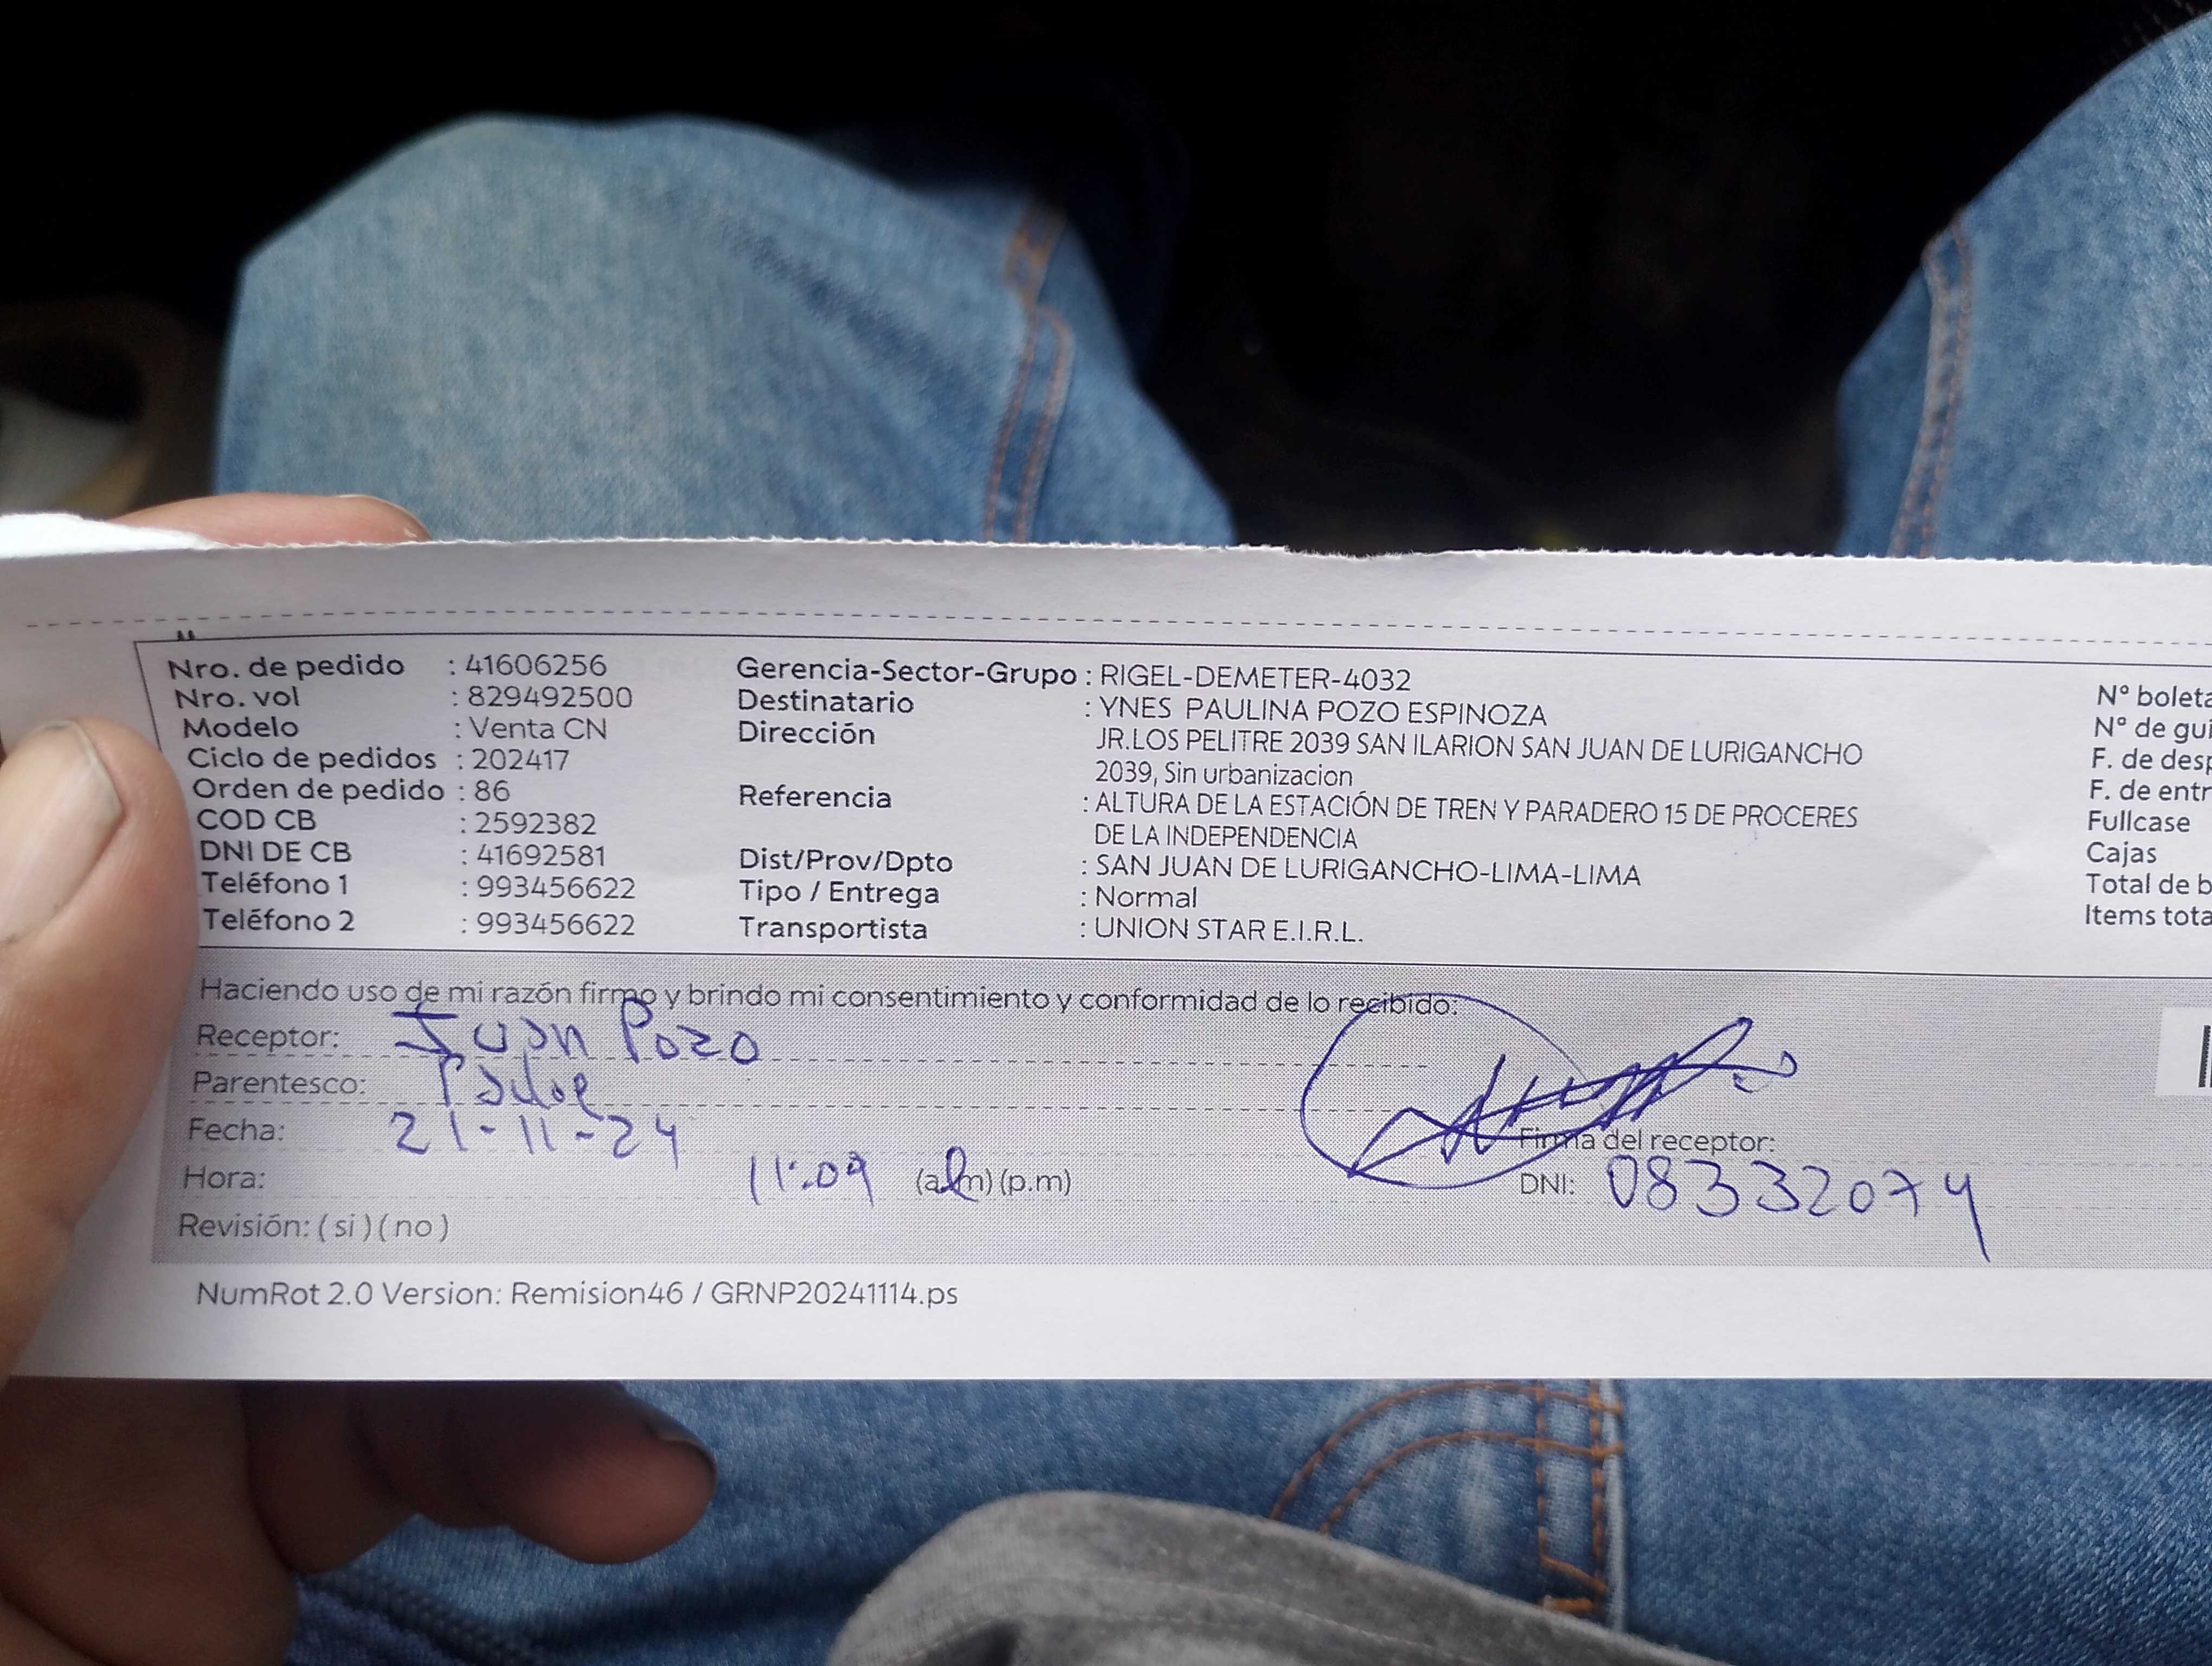 Nro. de pedido : 41606256
Nro. vol : 829492500
Modelo : Venta CN
Ciclo de pedidos : 202417
Orden de pedido : 86
COD CB : 2592382
DNI DE CB : 41692581
Teléfono 1 : 993456622
Teléfono 2 : 993456622
Gerencia-Sector-Grupo : RIGEL-DEMETER-4032
Destinatario : YNES PAULINA POZO ESPINOZA
Dirección JR.LOS PELITRE 2039 SAN ILARION SAN JUAN DE LURIGANCHO
2039, Sin urbanizacion
Referencia : ALTURA DE LA ESTACIÓN DE TREN Y PARADERO 15 DE PROCERES
DE LA INDEPENDENCIA
Dist/Prov/Dpto : SAN JUAN DE LURIGANCHO-LIMA-LIMA
Tipo / Entrega : Normal
Transportista : UNION STAR E.I.R.L.
Nº boleta
Nº de gui
F. de desp
F. de entr
Fullcase
Cajas
Total de b
Items tota
Haciendo uso de mi razón firmo y brindo mi consentimiento y conformidad de lo recibido:
Receptor: Juan Pozo
Parentesco: Padre
Fecha: 21-11-24
Firma del receptor:
Hora: 11:09 (a.m) (p.m)
DNI: 08332074
Revisión: ( si ) ( no )
NumRot 2.0 Version: Remision46 / GRNP20241114.ps